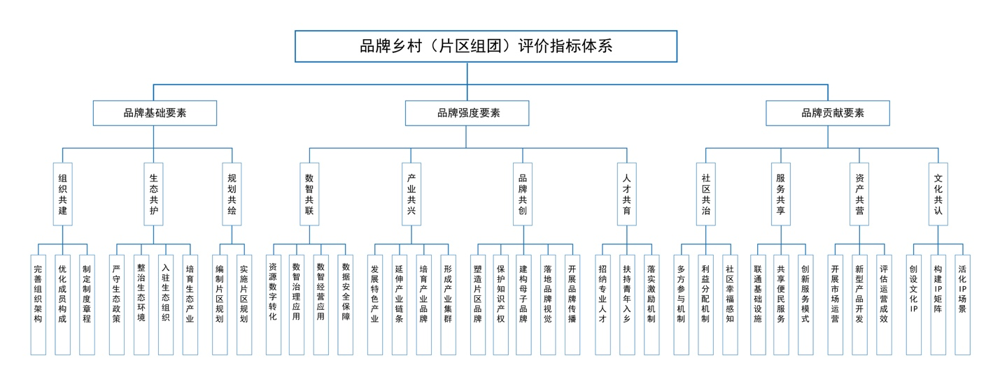 品牌乡村（片区组团）评价指标体系
品牌基础要素
品牌强度要素
品牌贡献要素
组织共建
生态共护
规划共绘
数智共联
产业共兴
品牌共创
人才共育
社区共治
服务共享
资产共营
文化共认
完善组织架构
优化成员构成
制定制度章程
严守生态政策
整治生态环境
入驻生态组织
培育生态产业
编制片区规划
实施片区规划
资源数字转化
数智治理应用
数智经营应用
数据安全保障
发展特色产业
延伸产业链条
培育产业品牌
形成产业集群
塑造片区品牌
保护知识产权
建构母子品牌
落地品牌视觉
开展品牌传播
招纳专业人才
扶持青年入乡
落实激励机制
多方参与机制
利益分配机制
社区幸福感知
联通基础设施
共享便民服务
创新服务模式
开展市场运营
新型产品开发
评估运营成效
创设文化IP
构建IP矩阵
活化IP场景